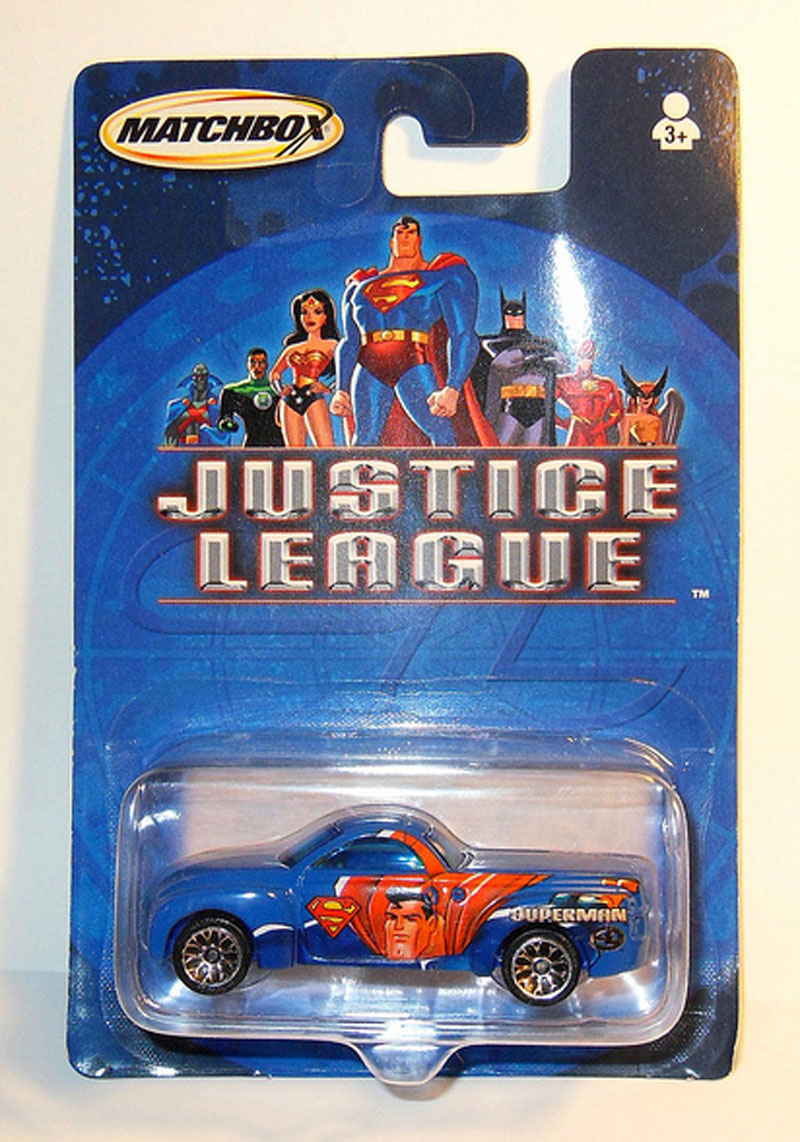 MATCHBOX
3+
JUSTICE
LEAGUE
TM
SUPERMAN